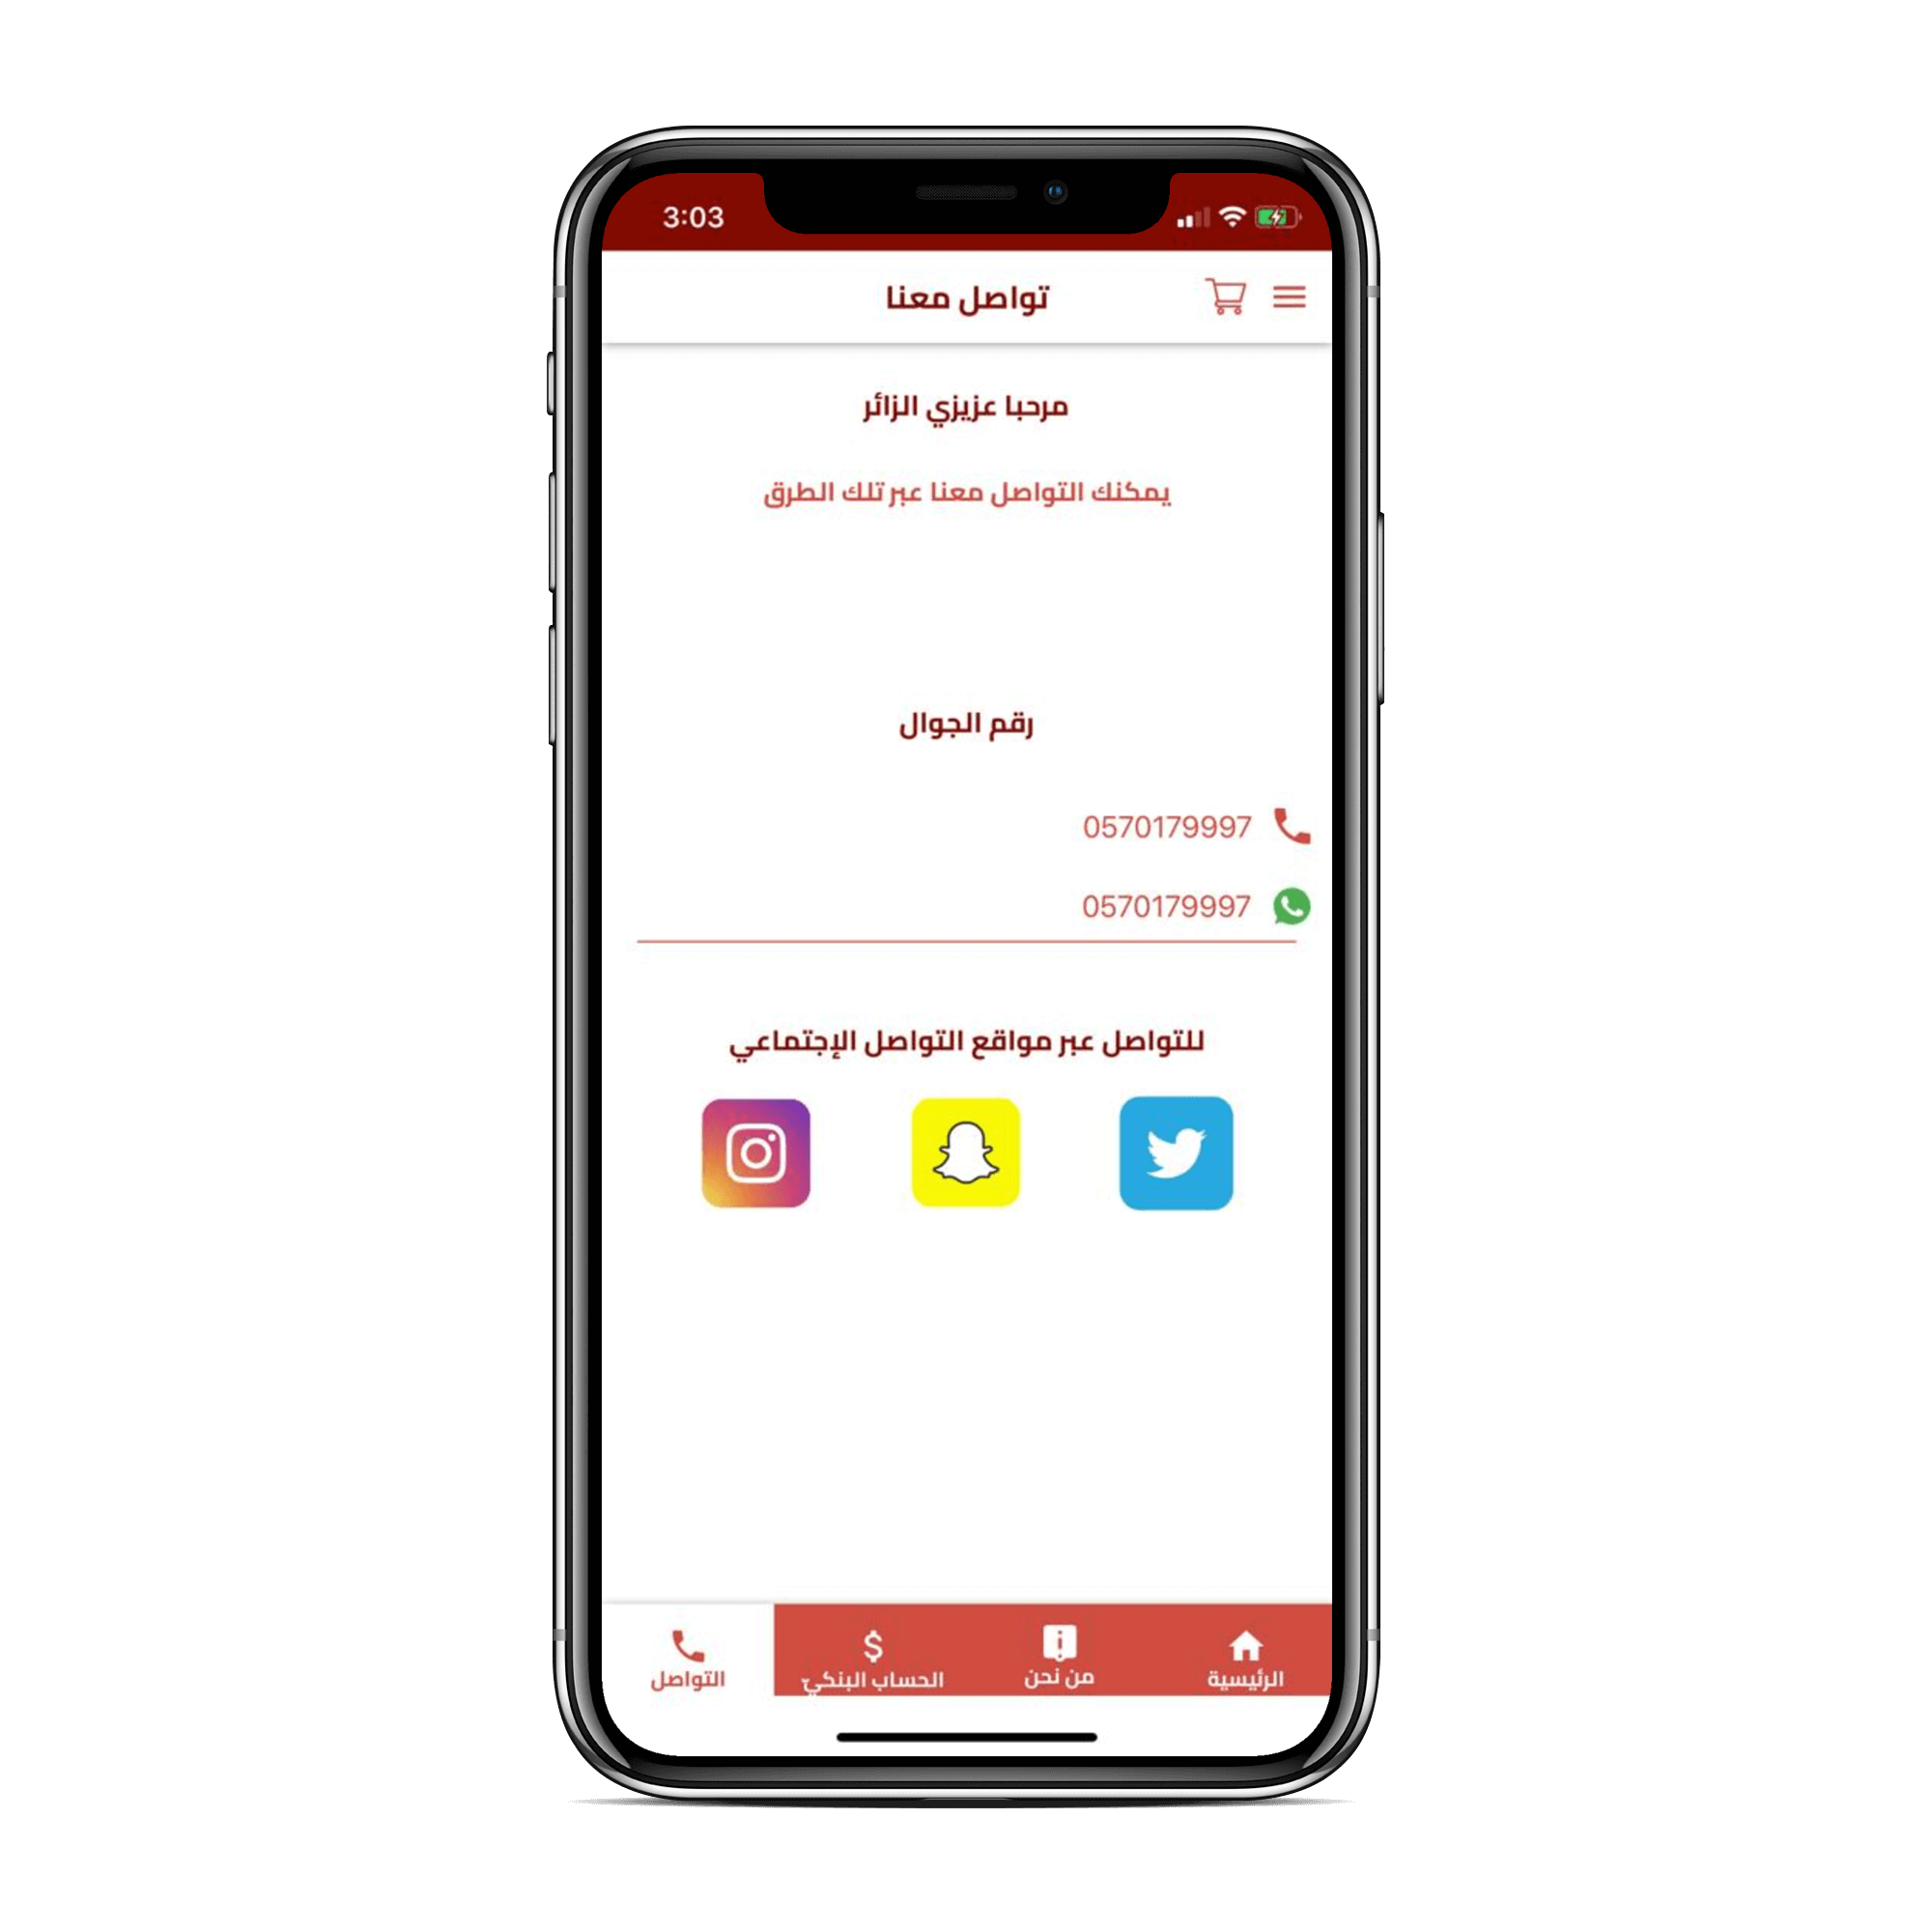 3:03
تواصل معنا
مرحبا عزيزي الزائر
يمكنك التواصل معنا عبر تلك الطرق
رقم الجوال
0570179997
0570179997
للتواصل عبر مواقع التواصل الإجتماعي
الرئيسية
من نحن
الحساب البنكي
التواصل